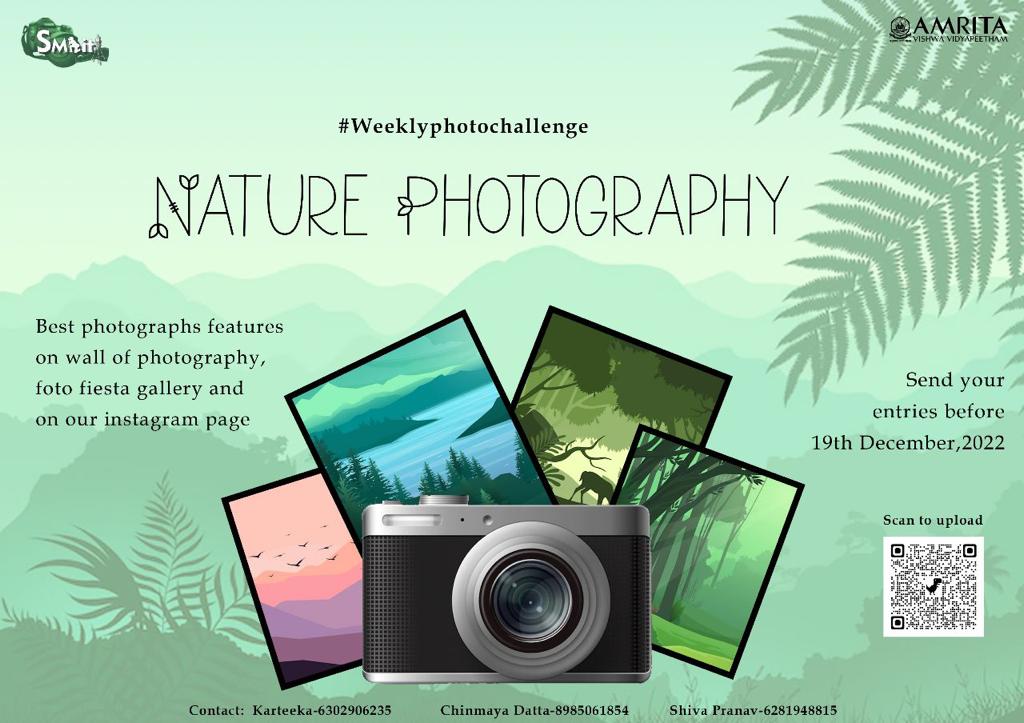 SMRiti
AMRITA
VISHWA VIDYAPEETHAM
#Weeklyphotochallenge
NATURE PHOTOGRAPHY
Best photographs features
on wall of photography,
foto fiesta gallery and
on our instagram page
Send your
entries before
19th December,2022
Scan to upload
Contact: Karteeka-6302906235 Chinmaya Datta-8985061854 Shiva Pranav-6281948815